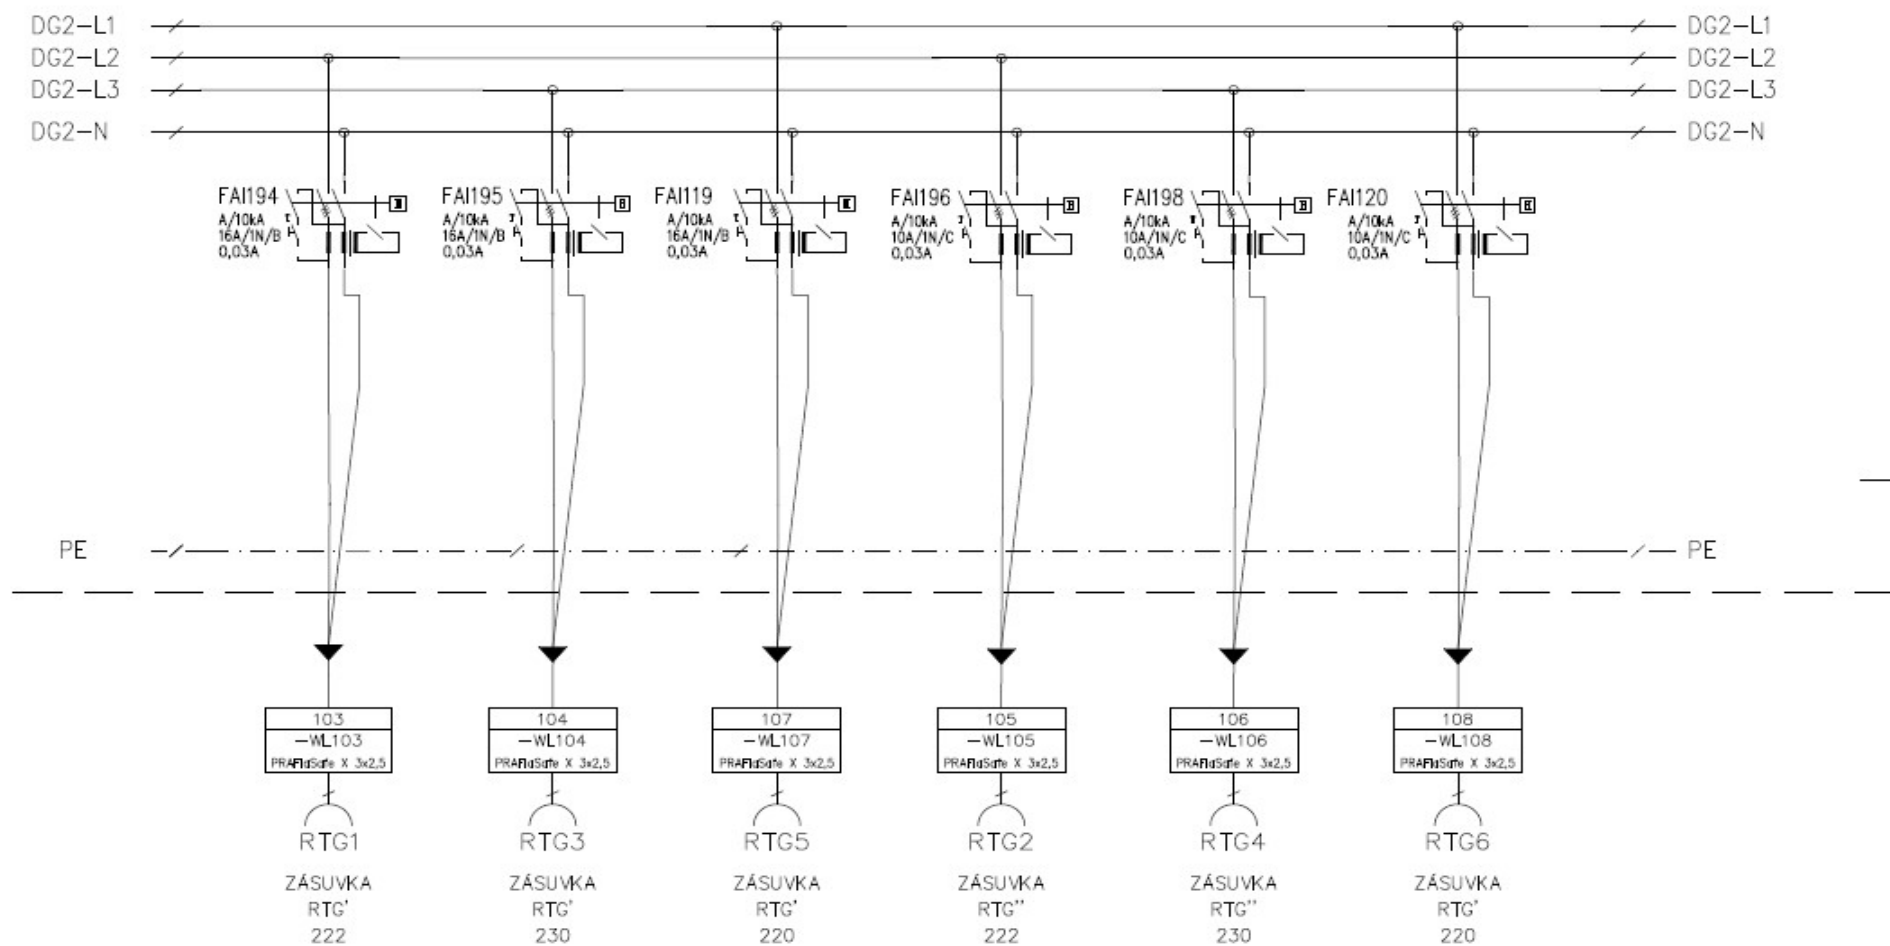 DG2-L1
DG2-L1
DG2-L2
DG2-L2
DG2-L3
DG2-L3
DG2-N
DG2-N
FAI194
A/10kA
16A/1N/B
0,03A
FAI195
A/10kA
16A/1N/B
0,03A
FAI119
A/10kA
16A/1N/B
0,03A
FAI196
A/10kA
10A/1N/C
0,03A
FAI198
A/10kA
10A/1N/C
0,03A
FAI120
A/10kA
10A/1N/C
0,03A
PE
PE
103
-WL103
PRAFlaSafe X 3x2,5
RTG1
ZÁSUVKA
RTG'
222
104
-WL104
PRAFlaSafe X 3x2,5
RTG3
ZÁSUVKA
RTG'
230
107
-WL107
PRAFlaSafe X 3x2,5
RTG5
ZÁSUVKA
RTG'
220
105
-WL105
PRAFlaSafe X 3x2,5
RTG2
ZÁSUVKA
RTG''
222
106
-WL106
PRAFlaSafe X 3x2,5
RTG4
ZÁSUVKA
RTG''
230
108
-WL108
PRAFlaSafe X 3x2,5
RTG6
ZÁSUVKA
RTG'
220